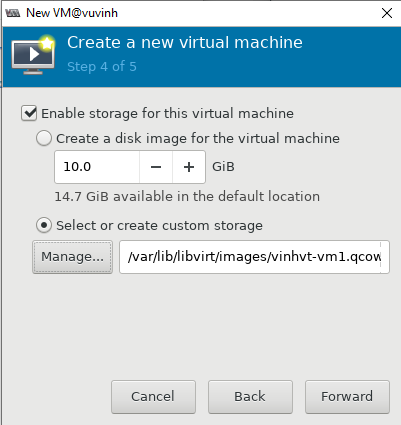 New VM@vuvinh
Create a new virtual machine
Step 4 of 5
Enable storage for this virtual machine
Create a disk image for the virtual machine
10.0 GiB
14.7 GiB available in the default location
Select or create custom storage
Manage... /var/lib/libvirt/images/vinhvt-vm1.qcow
Cancel Back Forward